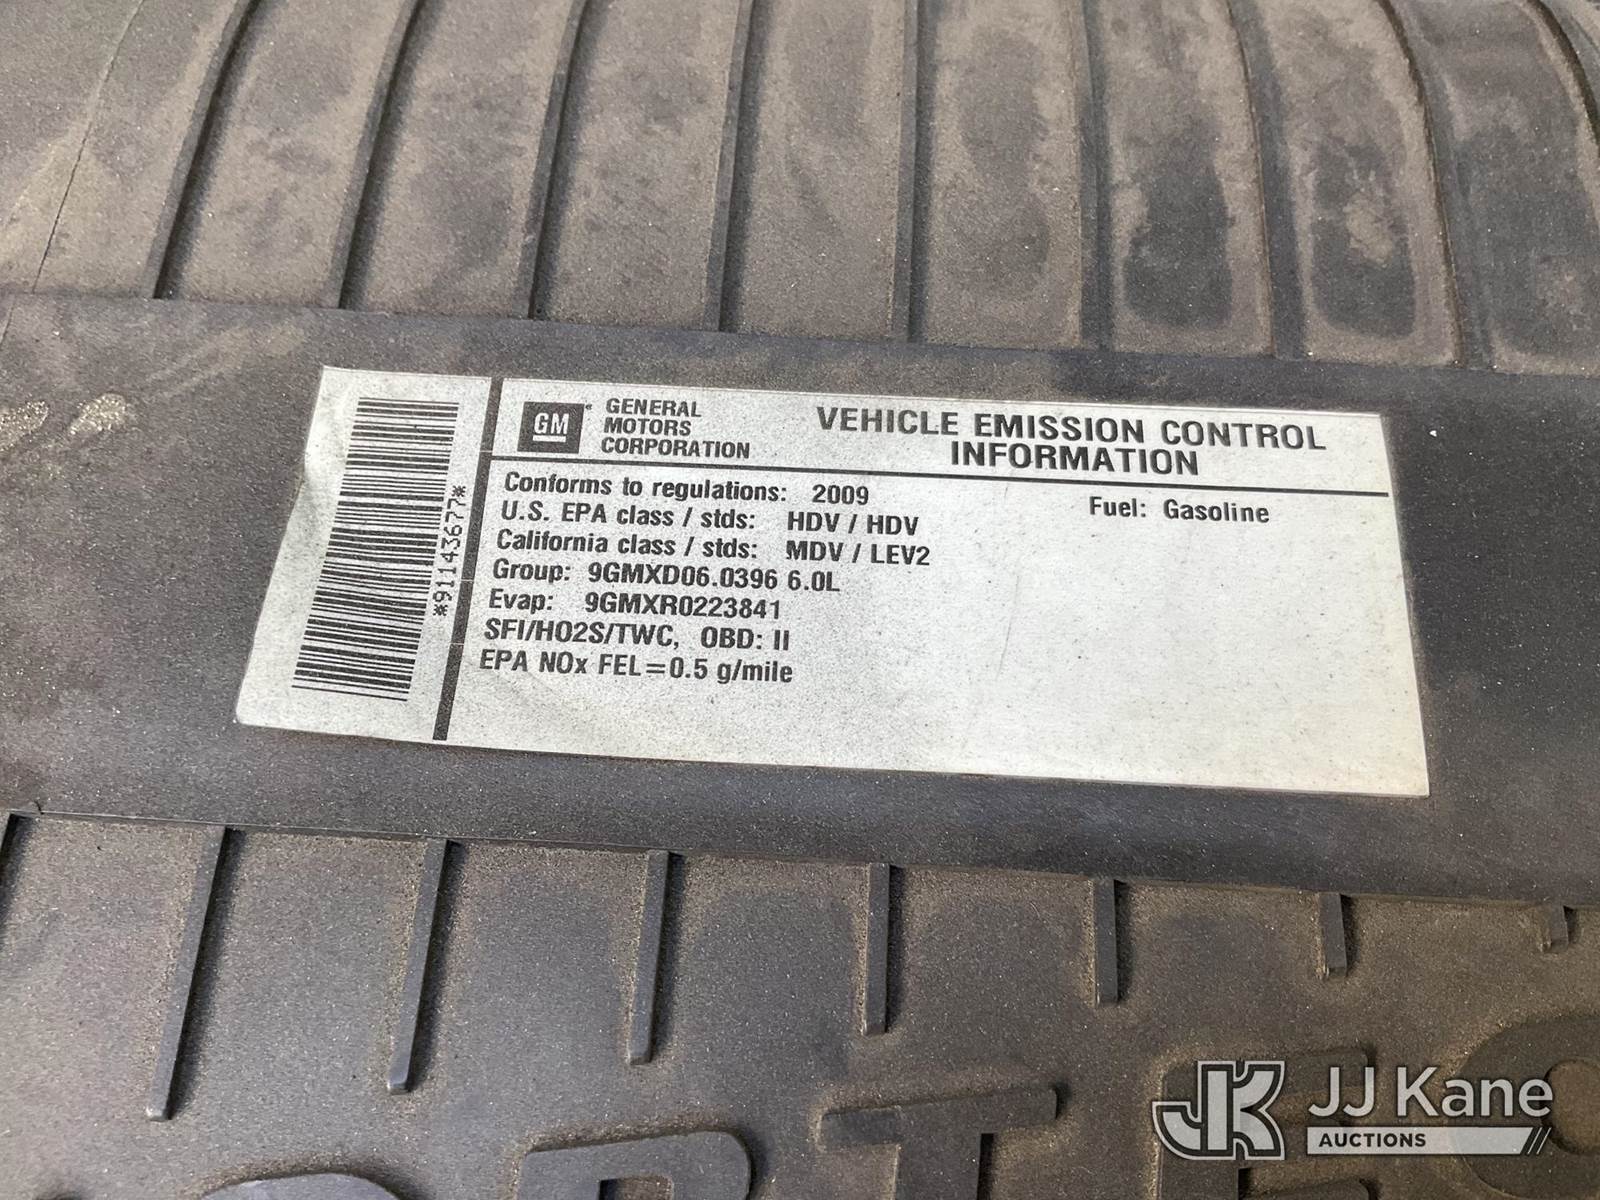 *91143677*
GM
GENERAL
MOTORS
CORPORATION
VEHICLE EMISSION CONTROL
INFORMATION
Conforms to regulations: 2009
Fuel: Gasoline
U.S. EPA class / stds: HDV / HDV
California class / stds: MDV / LEV2
Group: 9GMXD06.0396 6.0L
Evap: 9GMXR0223841
SFI/HO2S/TWC, OBD: II
EPA NOx FEL=0.5 g/mile
JK JJ Kane
AUCTIONS